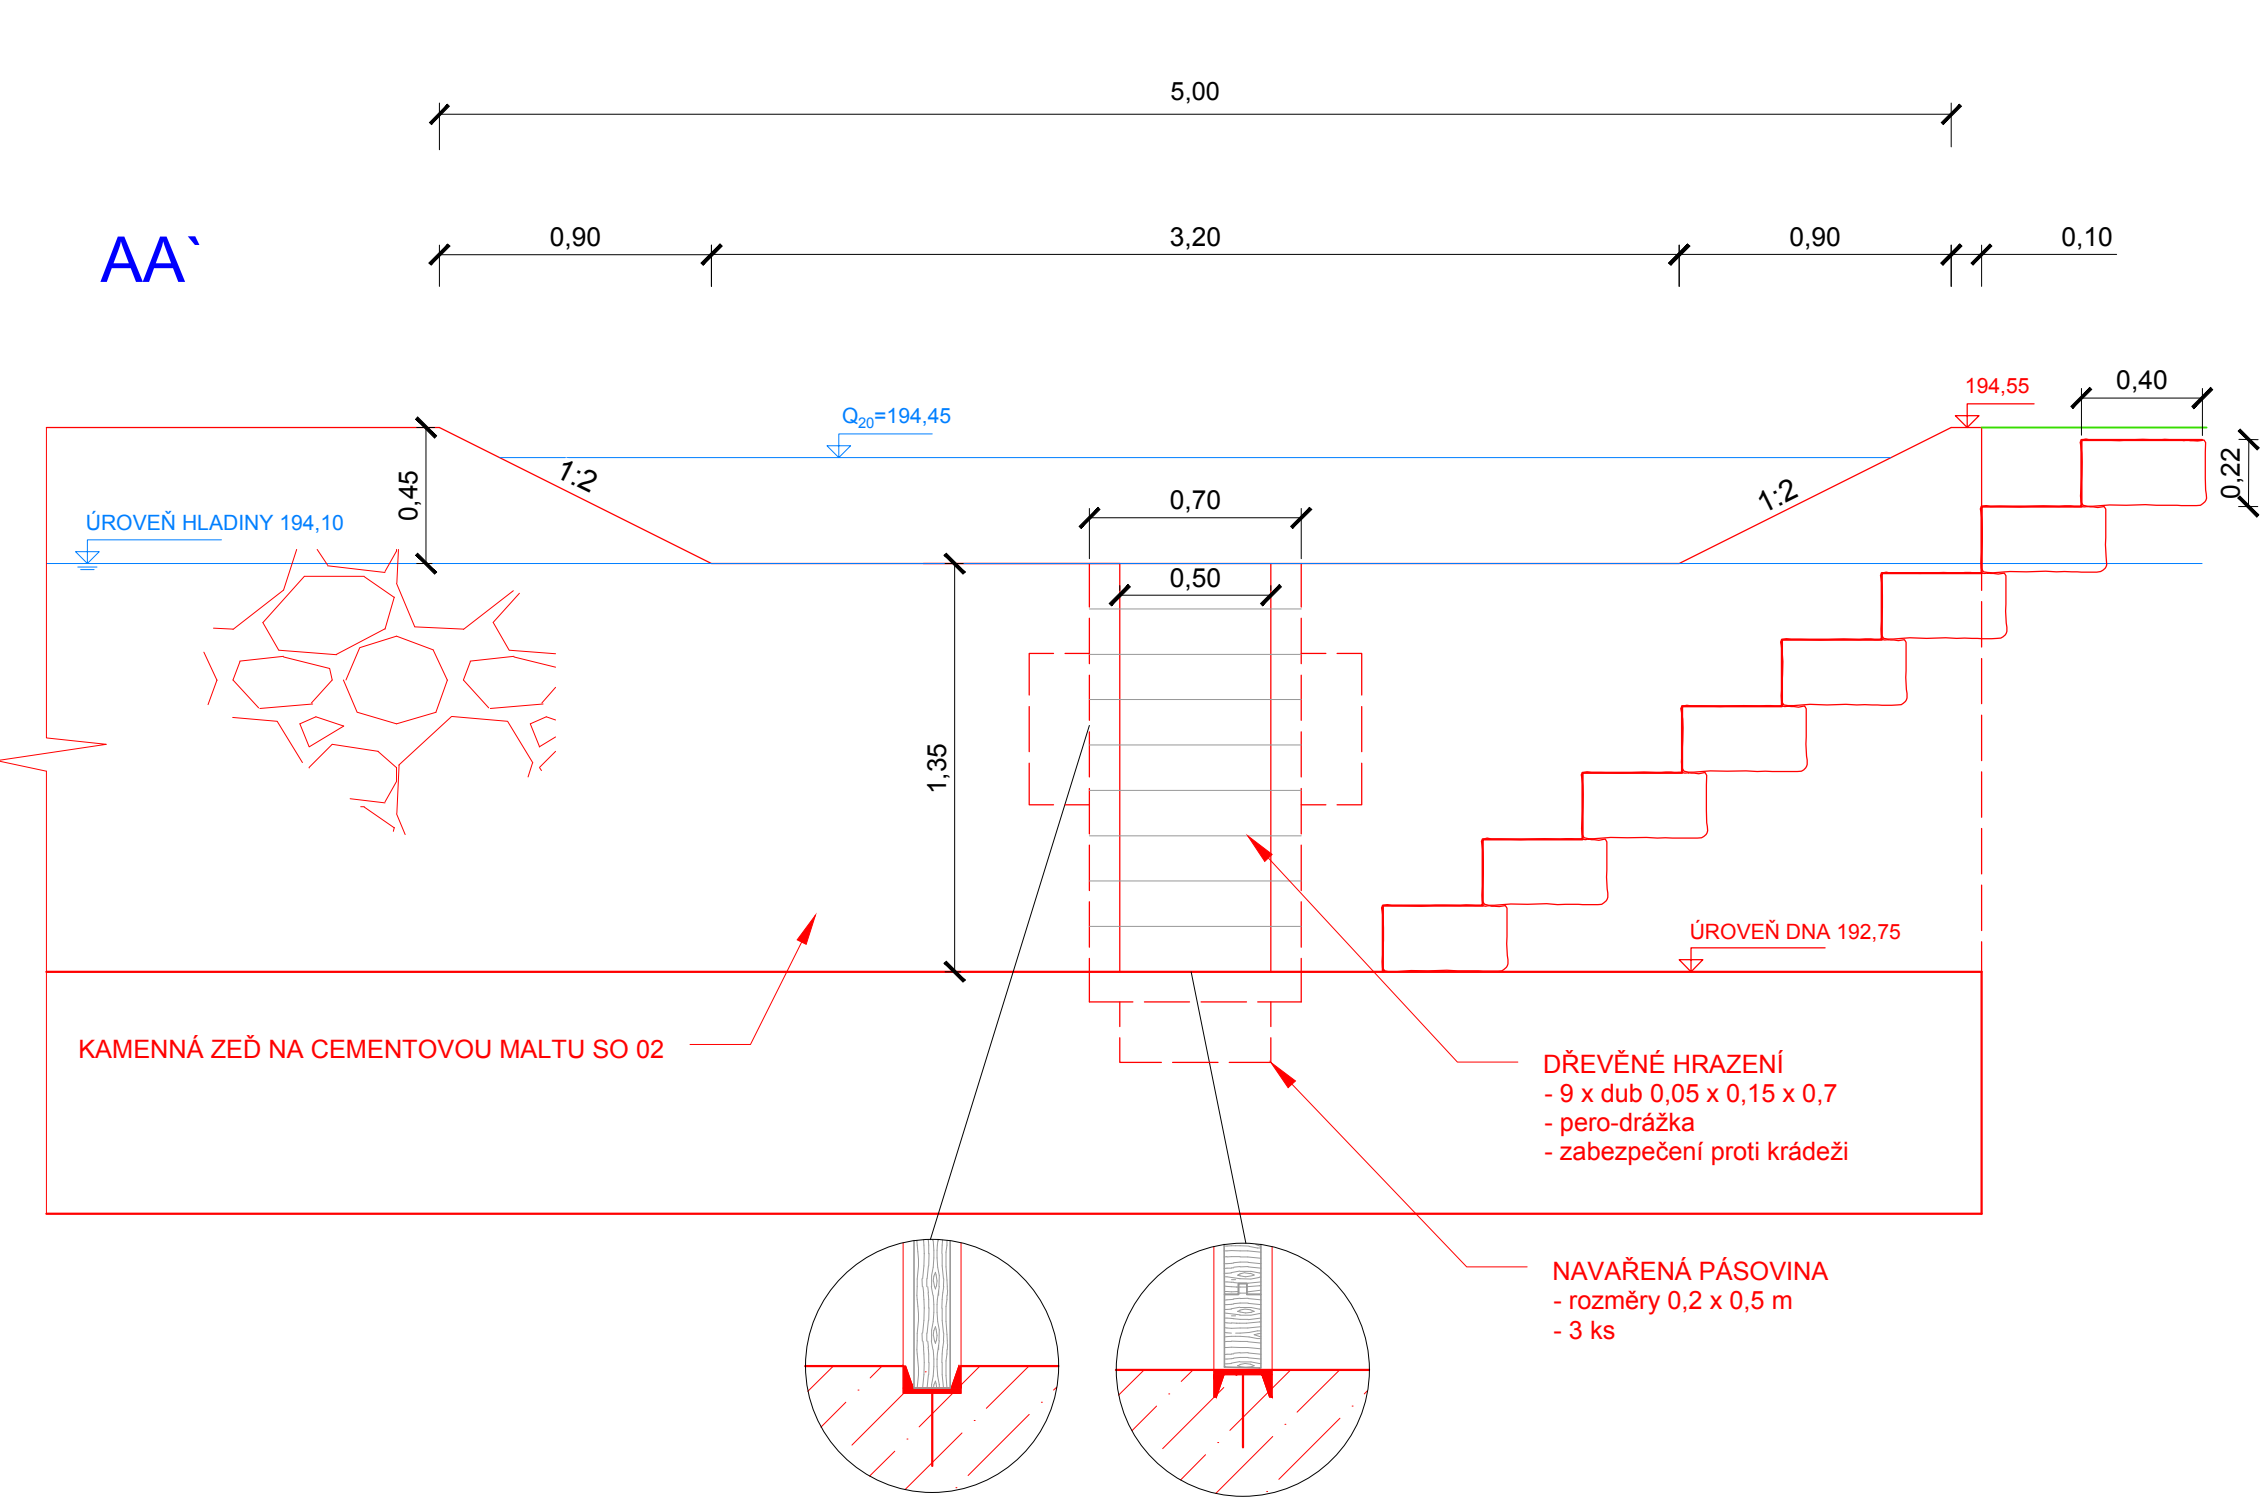 5,00
AA`
0,90
3,20
0,90
0,10
194,55
0,40
Q20=194,45
0,22
1:2
1:2
0,45
0,70
ÚROVEŇ HLADINY 194,10
0,50
1,35
ÚROVEŇ DNA 192,75
KAMENNÁ ZEĎ NA CEMENTOVOU MALTU SO 02
DŘEVĚNÉ HRAZENÍ
- 9 x dub 0,05 x 0,15 x 0,7
- pero-drážka
- zabezpečení proti krádeži
NAVAŘENÁ PÁSOVINA
- rozměry 0,2 x 0,5 m
- 3 ks